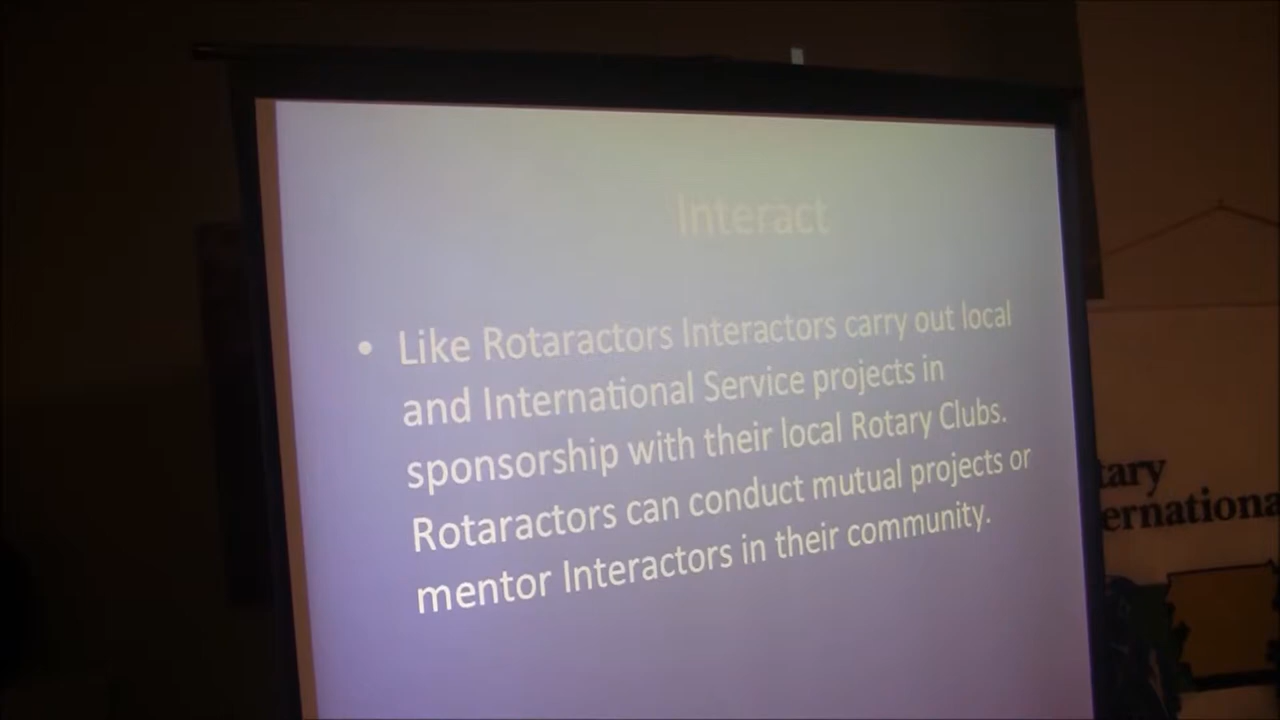 Interact
• Like Rotaractors Interactors carry out local
and International Service projects in
sponsorship with their local Rotary Clubs.
Rotaractors can conduct mutual projects or
mentor Interactors in their community.
tary
ernationa